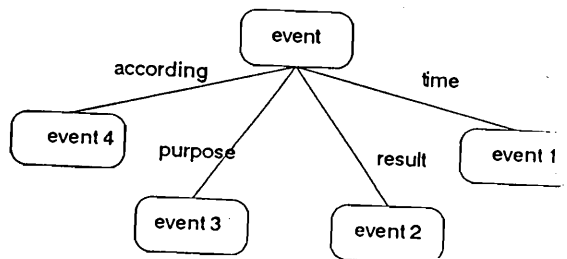 event
according
time
event 4
purpose
result
event 1
event 3
event 2